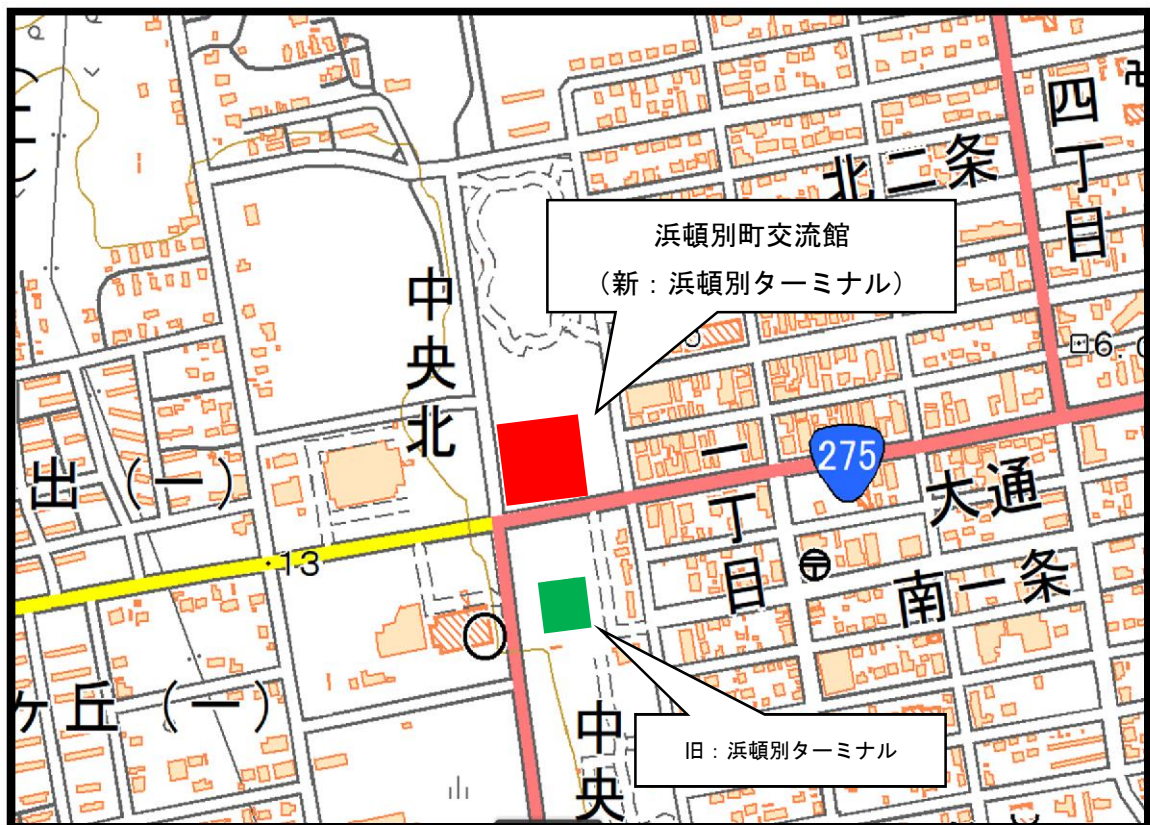 四丁目
北二条
浜頓別町交流館
（新：浜頓別ターミナル）
中央北
6.0
一丁目
275
出（一）
大通
・13
南一条
ヶ丘（一）
中央
旧：浜頓別ターミナル